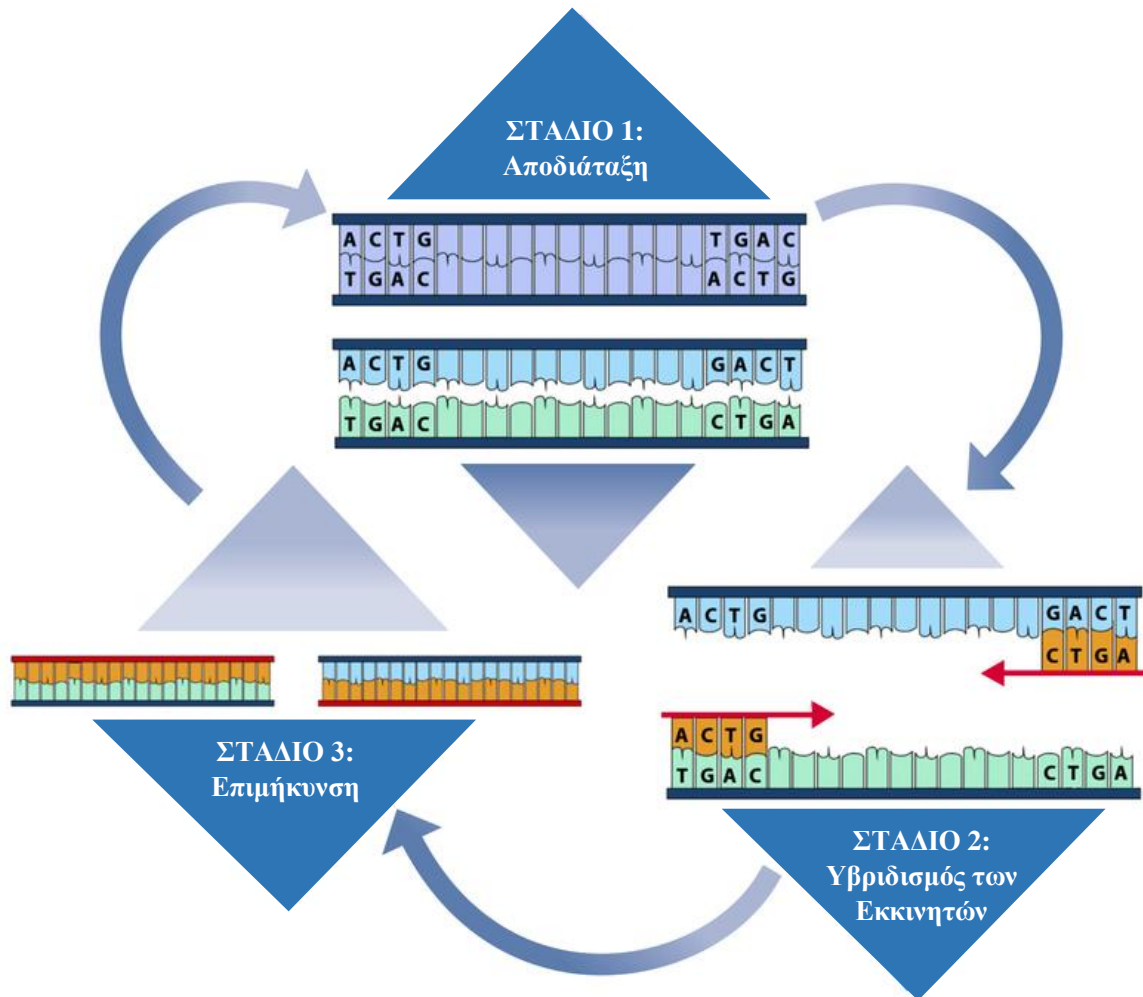 ΣΤΑΔΙΟ 1:
Αποδιάταξη
A C T G T G A C
T G A C A C T G
A C T G G A C T
T G A C C T G A
A C T G G A C T
C T G A
A C T G
T G A C C T G A
ΣΤΑΔΙΟ 3:
Επιμήκυνση
ΣΤΑΔΙΟ 2:
Υβριδισμός των
Εκκινητών